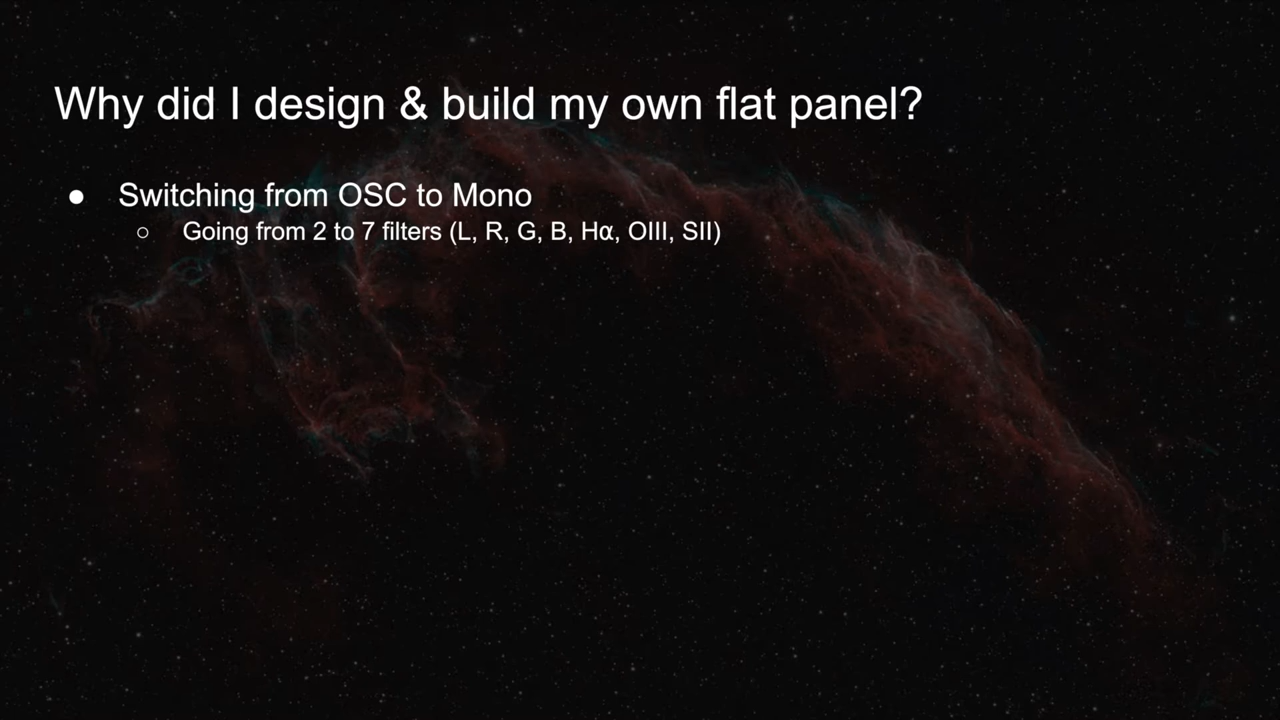 Why did I design & build my own flat panel?
● Switching from OSC to Mono
○ Going from 2 to 7 filters (L, R, G, B, Hα, OIII, SII)